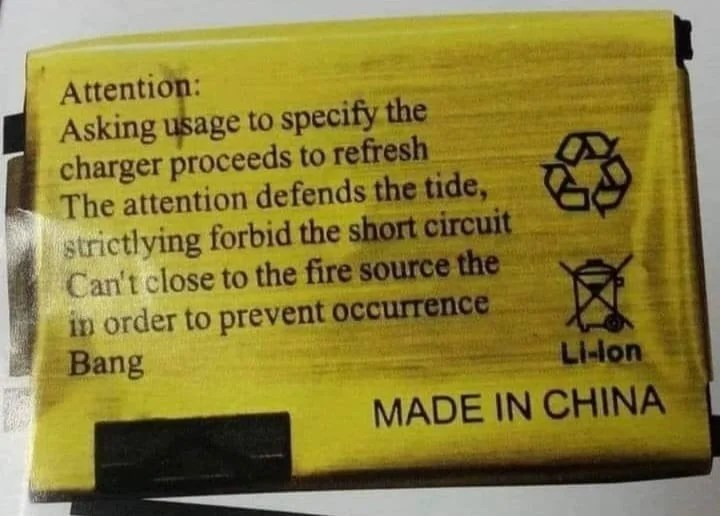 Attention:
Asking usage to specify the
charger proceeds to refresh
The attention defends the tide,
strictlying forbid the short circuit
Can't close to the fire source the
in order to prevent occurrence
Bang
Li-Ion
MADE IN CHINA